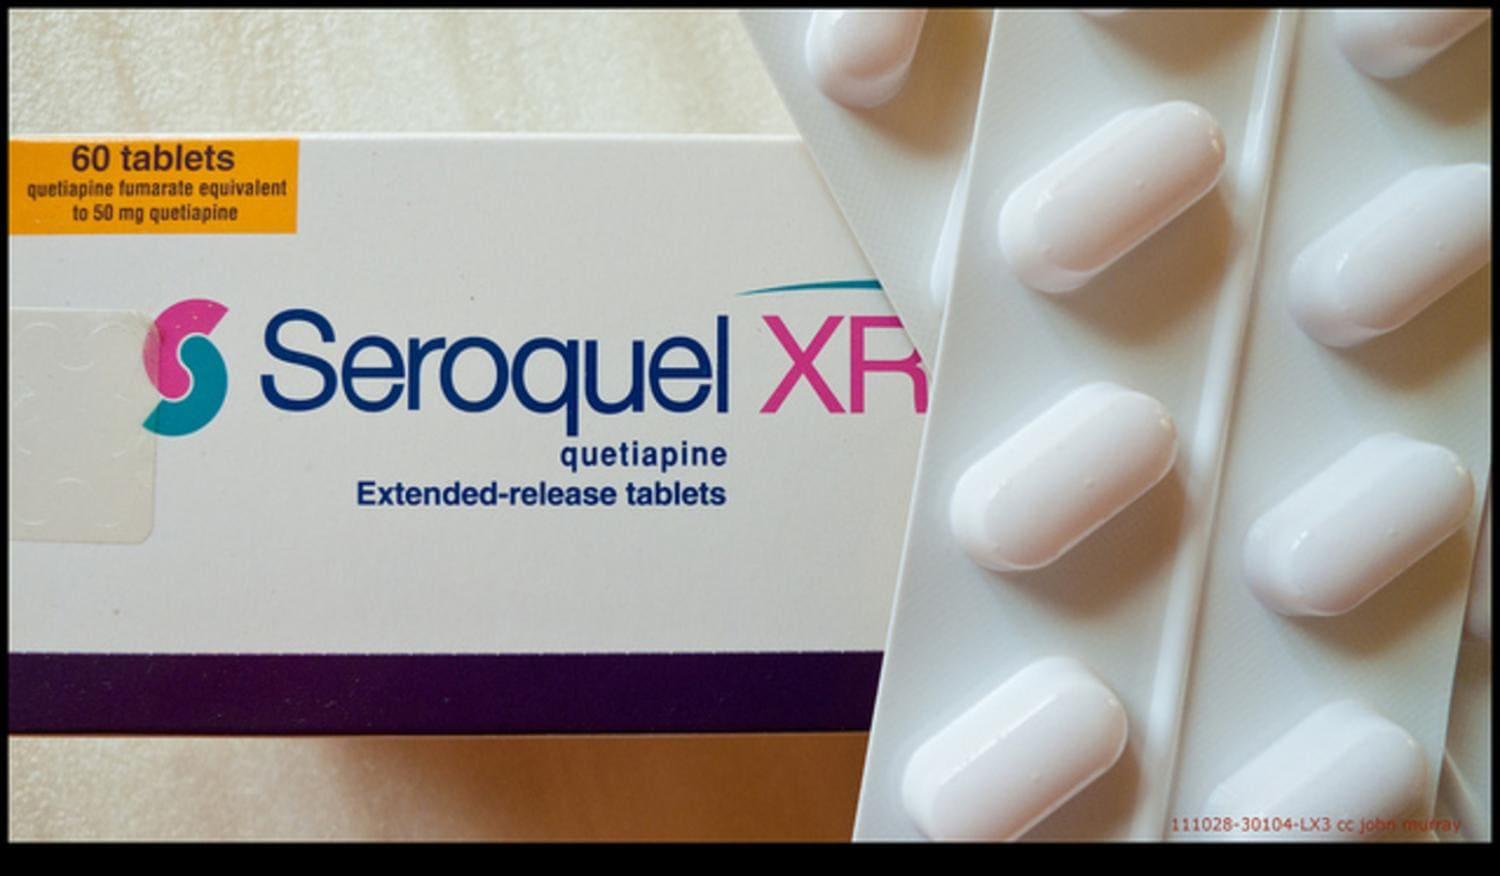 60 tablets
quetiapine fumarate equivalent
to 50 mg quetiapine
Seroquel XR
quetiapine
Extended-release tablets
111028-30104-LX3 cc john murray